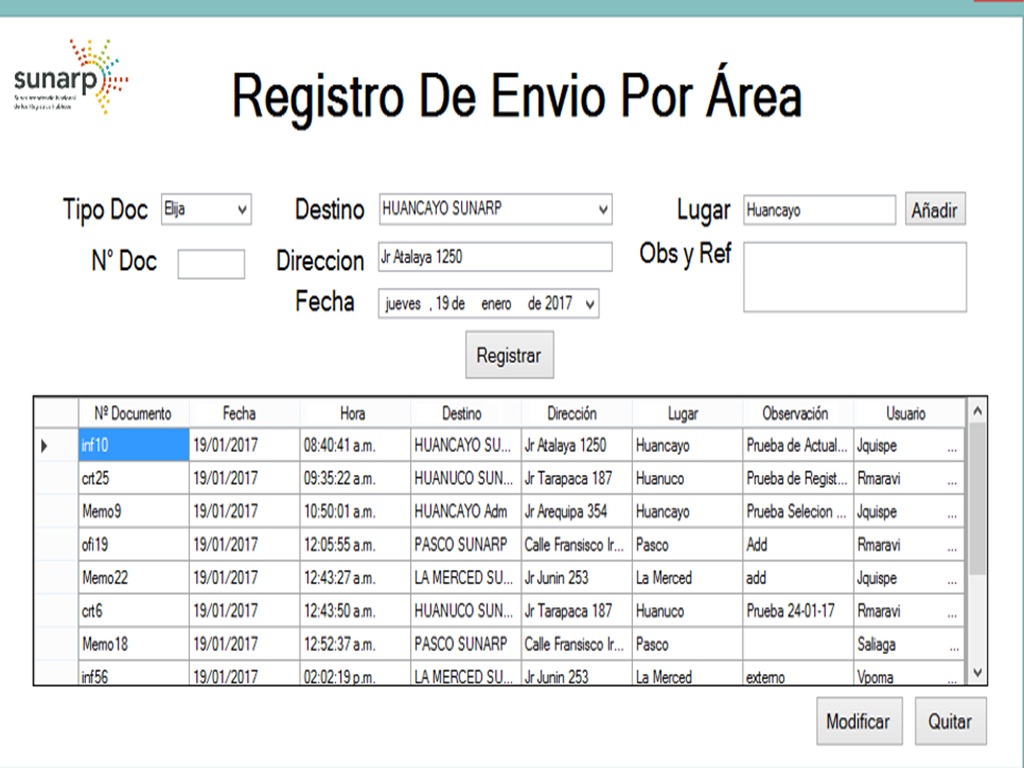 sunarp
Registro De Envio Por Área
Tipo Doc Elija Destino HUANCAYO SUNARP Lugar Huancayo Añadir
N° Doc Direccion Jr Atalaya 1250 Obs y Ref
Fecha jueves , 19 de enero de 2017
Registrar
Nº Documento Fecha Hora Destino Dirección Lugar Observación Usuario
inf10 19/01/2017 08:40:41 a.m. HUANCAYO SU... Jr Atalaya 1250 Huancayo Prueba de Actual... Jquispe ...
crt25 19/01/2017 09:35:22 a.m. HUANUCO SUN... Jr Tarapaca 187 Huanuco Prueba de Regist... Rmaravi ...
Memo9 19/01/2017 10:50:01 a.m. HUANCAYO Adm Jr Arequipa 354 Huancayo Prueba Selecion ... Jquispe ...
ofi19 19/01/2017 12:05:55 a.m. PASCO SUNARP Calle Fransisco Ir... Pasco Add Rmaravi ...
Memo22 19/01/2017 12:43:27 a.m. LA MERCED SU... Jr Junin 253 La Merced add Jquispe ...
crt6 19/01/2017 12:43:50 a.m. HUANUCO SUN... Jr Tarapaca 187 Huanuco Prueba 24-01-17 Rmaravi ...
Memo18 19/01/2017 12:52:37 a.m. PASCO SUNARP Calle Fransisco Ir... Pasco Saliaga ...
inf56 19/01/2017 02:02:19 p.m. LA MERCED SU... Jr Junin 253 La Merced externo Vpoma ...
Modificar Quitar